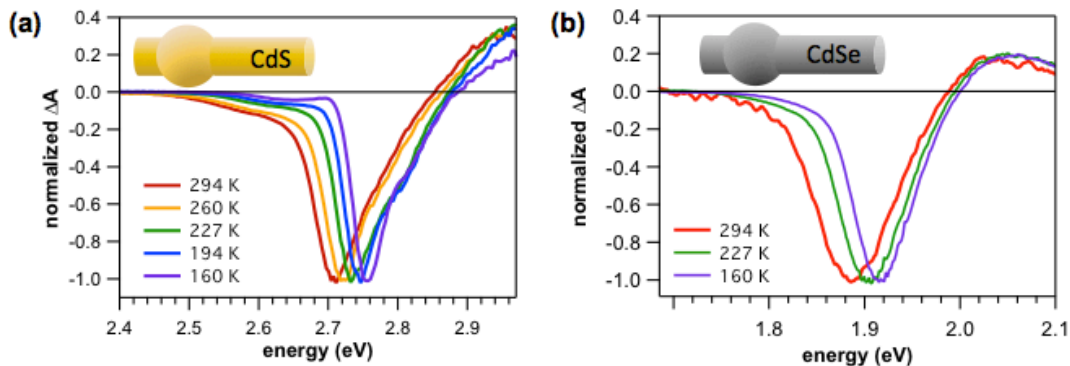 (a)
CdS
normalized ΔA
0.4
0.2
0.0
-0.2
-0.4
-0.6
-0.8
-1.0
294 K
260 K
227 K
194 K
160 K
2.4 2.5 2.6 2.7 2.8 2.9
energy (eV)
(b)
CdSe
normalized ΔA
0.4
0.2
0.0
-0.2
-0.4
-0.6
-0.8
-1.0
294 K
227 K
160 K
1.8 1.9 2.0 2.1
energy (eV)